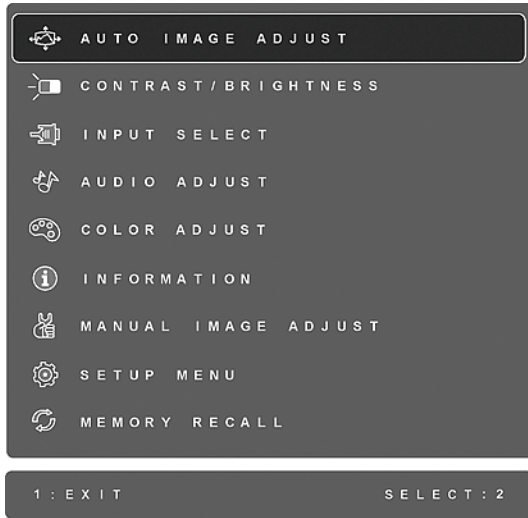 AUTO IMAGE ADJUST
CONTRAST/BRIGHTNESS
INPUT SELECT
AUDIO ADJUST
COLOR ADJUST
INFORMATION
MANUAL IMAGE ADJUST
SETUP MENU
MEMORY RECALL
1:EXIT SELECT:2